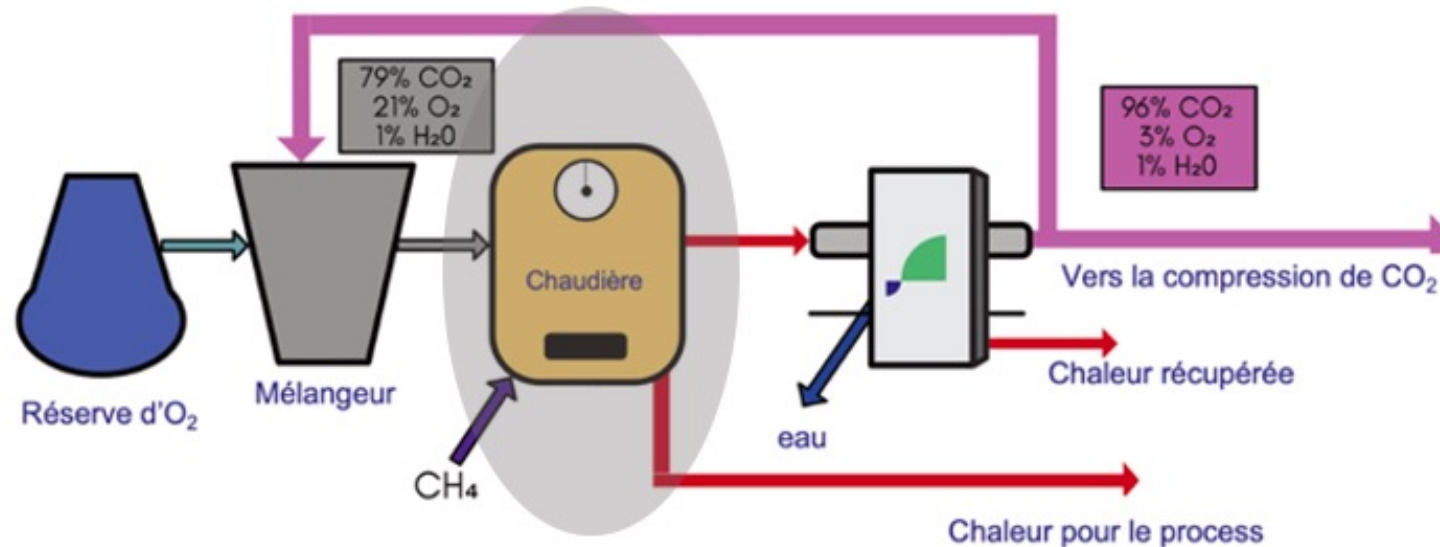 79% CO₂
21% O₂
1% H₂0
96% CO₂
3% O₂
1% H₂0
Chaudière
Vers la compression de CO₂
Chaleur récupérée
Mélangeur
Réserve d'O₂
eau
CH₄
Chaleur pour le process